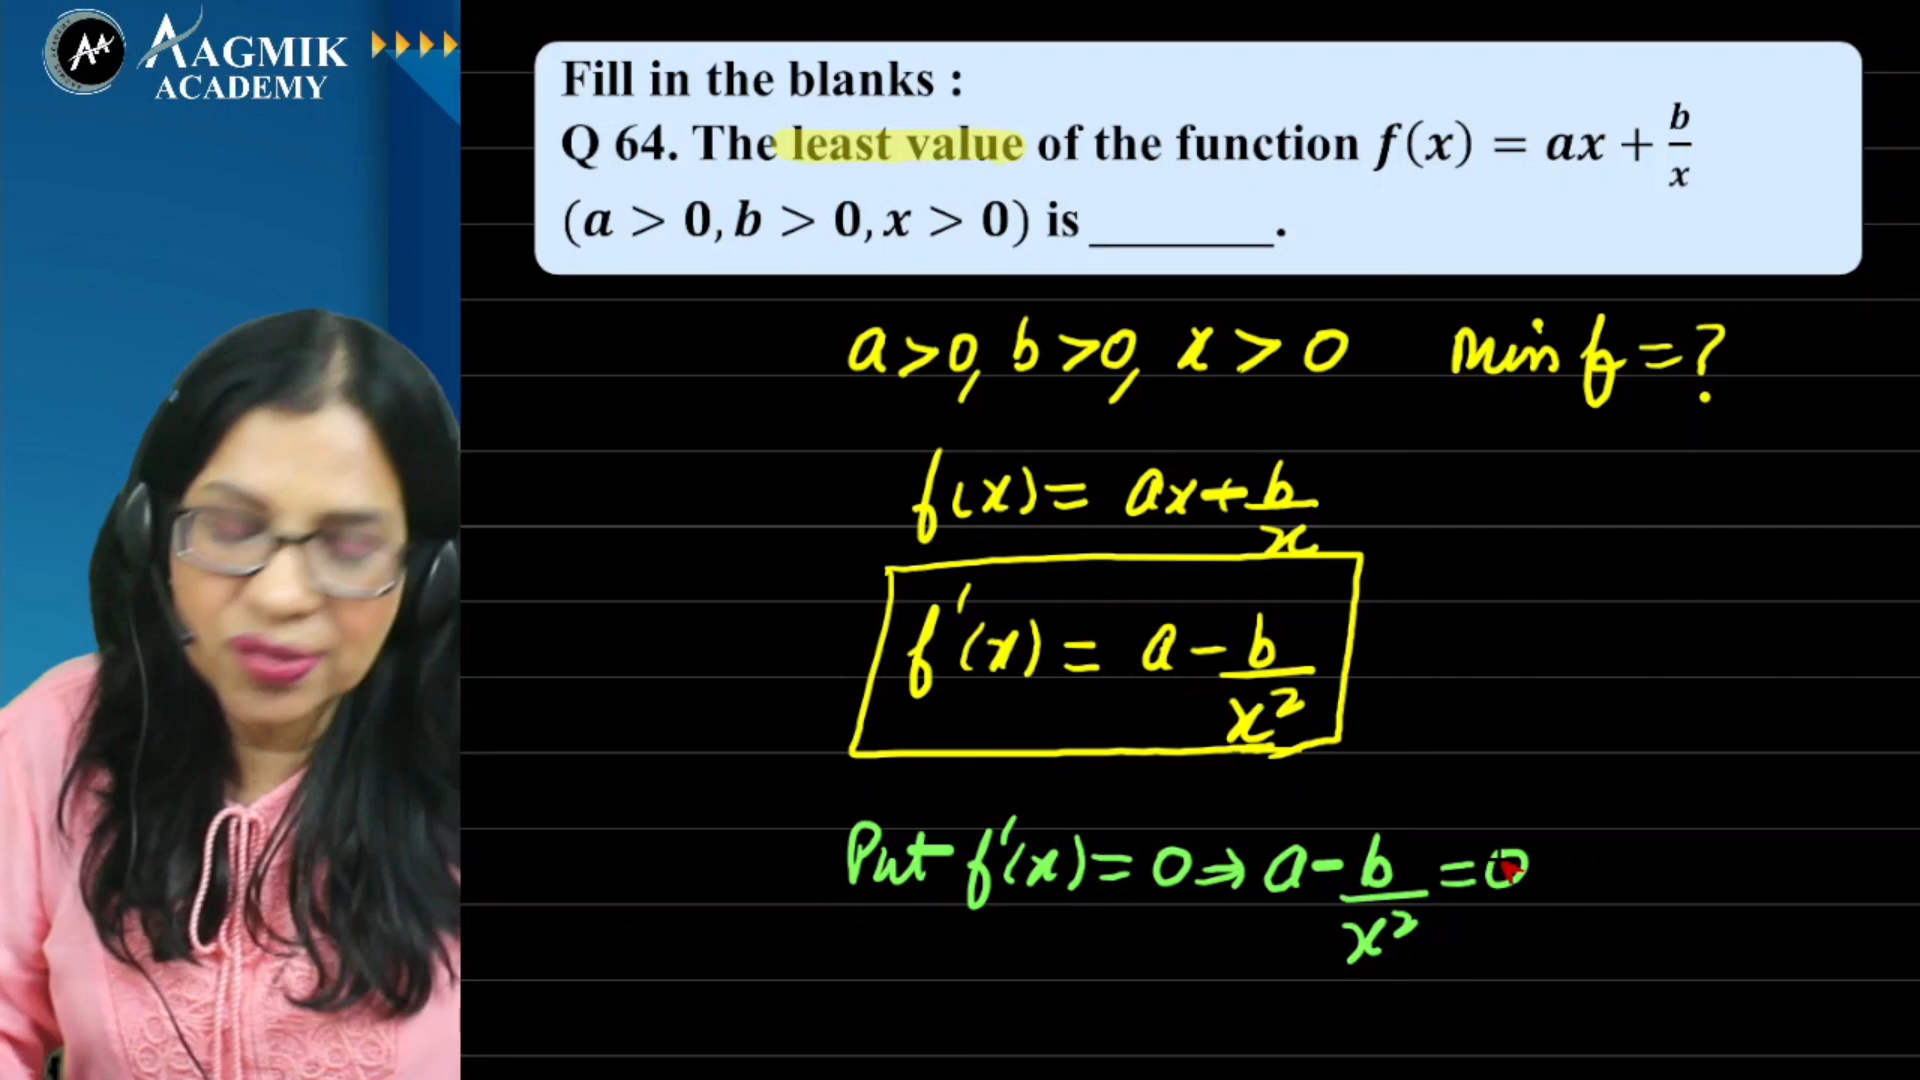 AAGMIK
ACADEMY
Fill in the blanks :
Q 64. The least value of the function f(x) = ax + b/x
(a > 0, b > 0, x > 0) is ________.
a>0, b>0, x>0 min f=?
f(x)= ax+b/x
f'(x)= a-b/x²
Put f'(x)=0⇒ a-b/x²=0